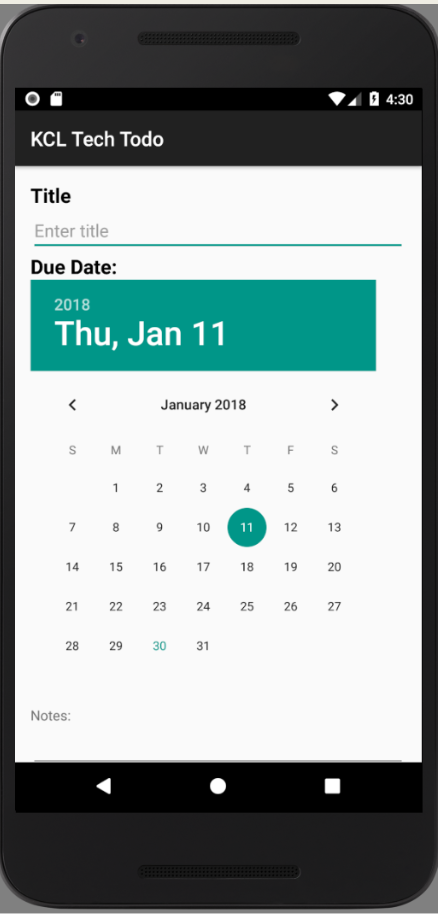 4:30
KCL Tech Todo
Title
Enter title
Due Date:
2018
Thu, Jan 11
January 2018
S M T W T F S
1 2 3 4 5 6
7 8 9 10 11 12 13
14 15 16 17 18 19 20
21 22 23 24 25 26 27
28 29 30 31
Notes: